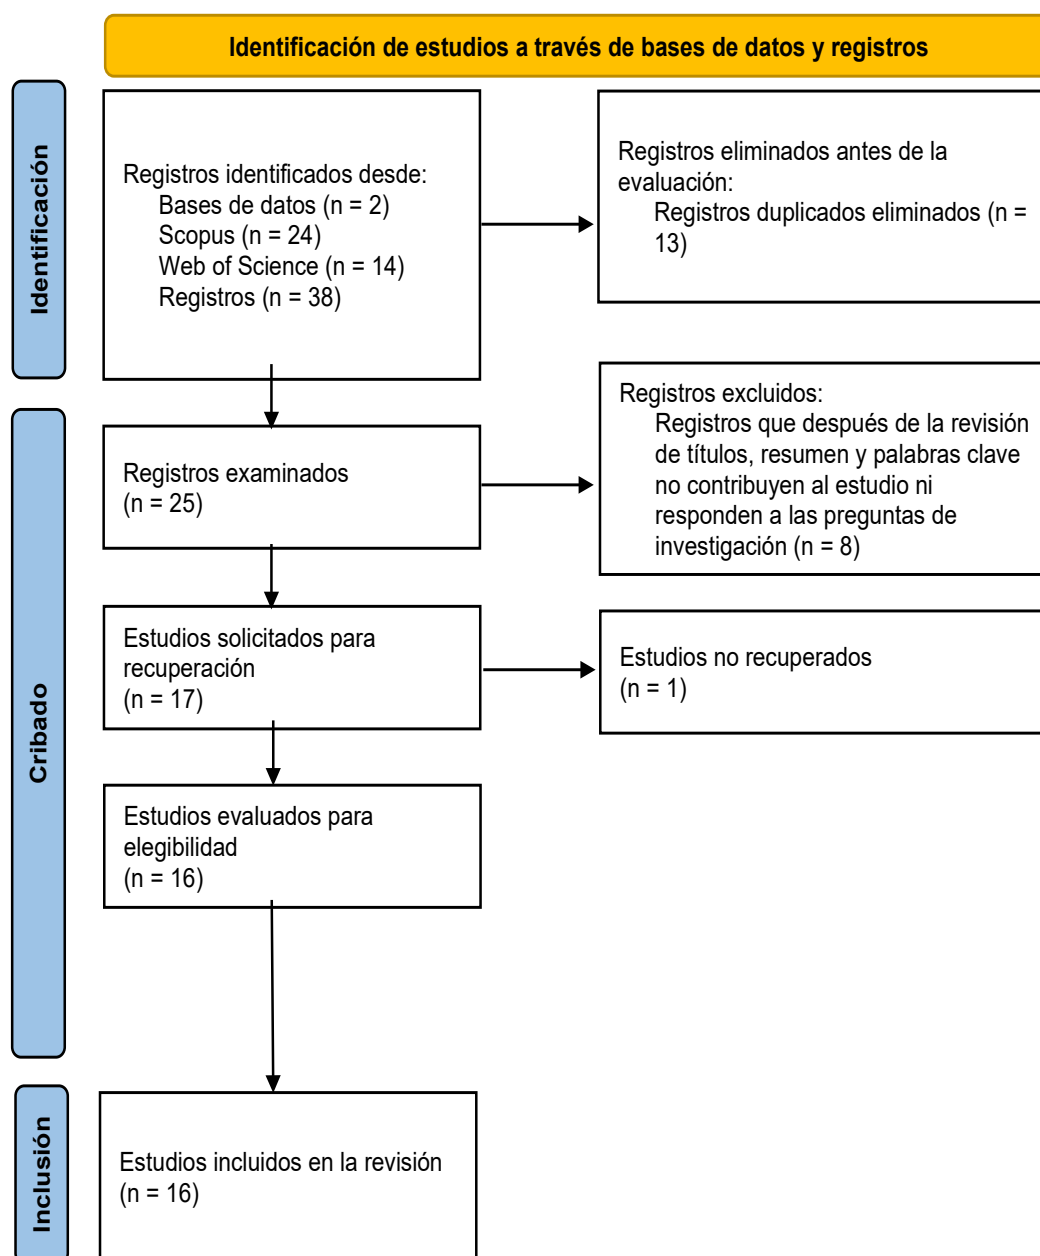 Identificación de estudios a través de bases de datos y registros
Identificación
Registros identificados desde:
Bases de datos (n = 2)
Scopus (n = 24)
Web of Science (n = 14)
Registros (n = 38)
Registros eliminados antes de la
evaluación:
Registros duplicados eliminados (n =
13)
Cribado
Registros examinados
(n = 25)
Registros excluidos:
Registros que después de la revisión
de títulos, resumen y palabras clave
no contribuyen al estudio ni
responden a las preguntas de
investigación (n = 8)
Estudios solicitados para
recuperación
(n = 17)
Estudios no recuperados
(n = 1)
Estudios evaluados para
elegibilidad
(n = 16)
Inclusión
Estudios incluidos en la revisión
(n = 16)